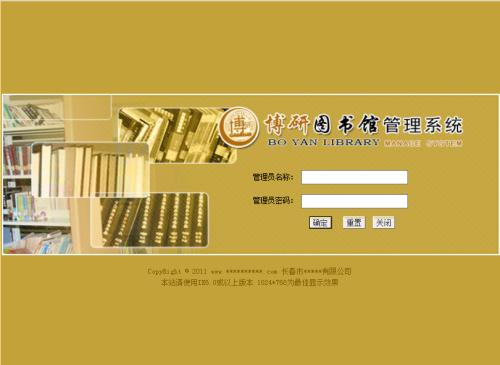 博
博研图书馆管理系统
BO YAN LIBRARY MANAGE SYSTEM
管理员名称：
管理员密码：
确定 重置 关闭
CopyRight © 2011 www.**********.com 长春市*****有限公司
本站请使用IE6.0或以上版本 1024*768为最佳显示效果